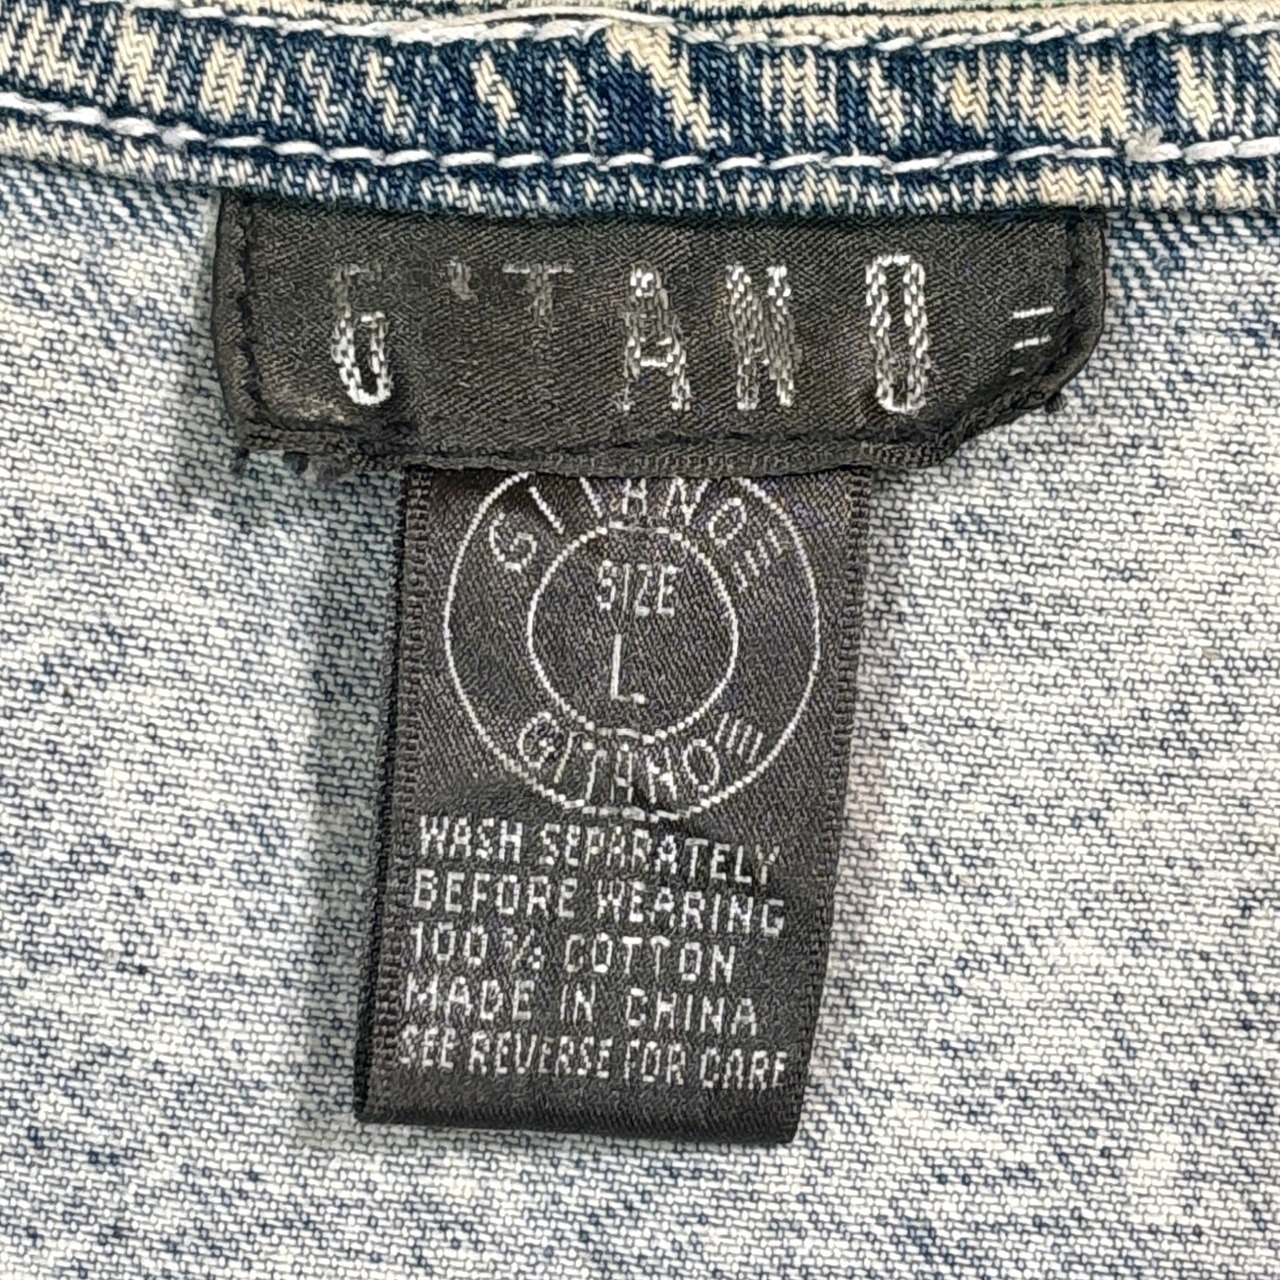 GITANO
GITANO
SIZE
L
GITANO
WASH SEPARATELY
BEFORE WEARING
100% COTTON
MADE IN CHINA
SEE REVERSE FOR CARE